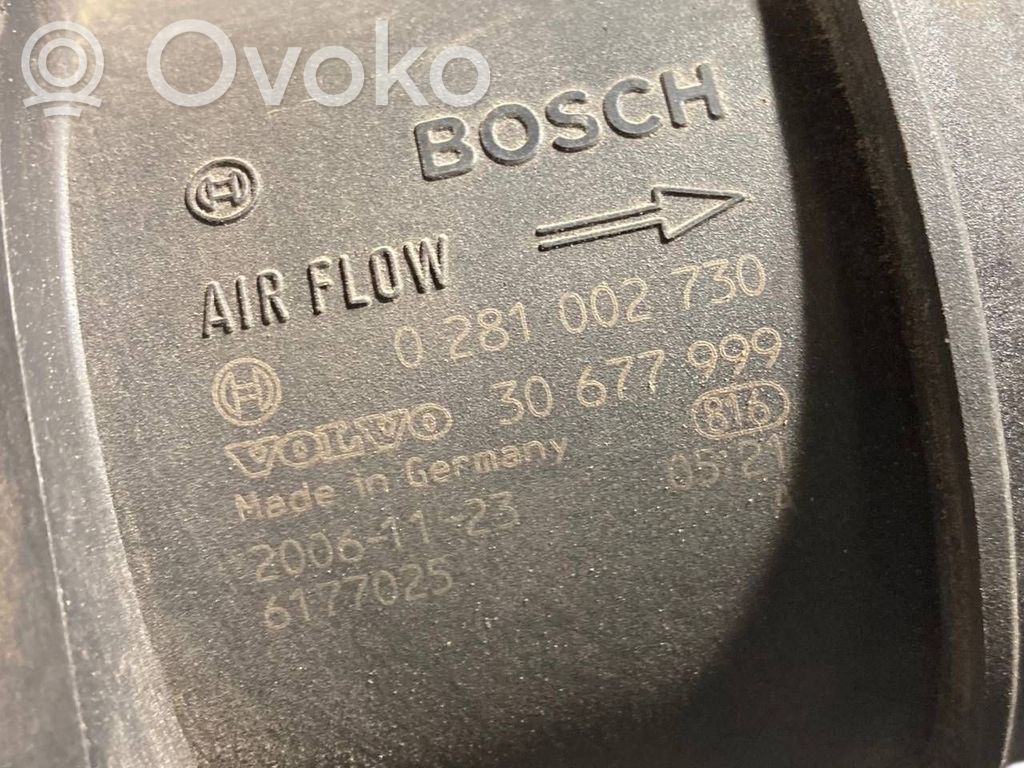 Ovoko
BOSCH
AIR FLOW
0 281 002 730
VOLVO 30 677 999
816
Made in Germany 05:21
A
2006-11-23
6177025